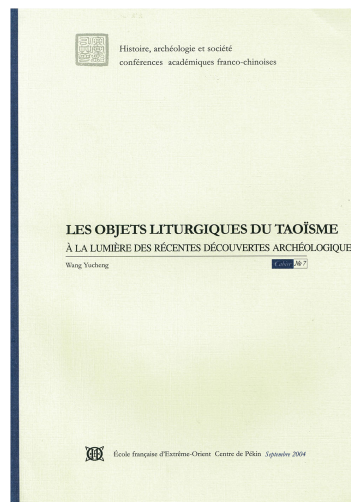 Histoire, archéologie et société
conférences académiques franco-chinoises
LES OBJETS LITURGIQUES DU TAOÏSME
À LA LUMIÈRE DES RÉCENTES DÉCOUVERTES ARCHÉOLOGIQUE
Wang Yucheng
Cahier № 7
École française d'Extrême-Orient Centre de Pékin Septembre 2004